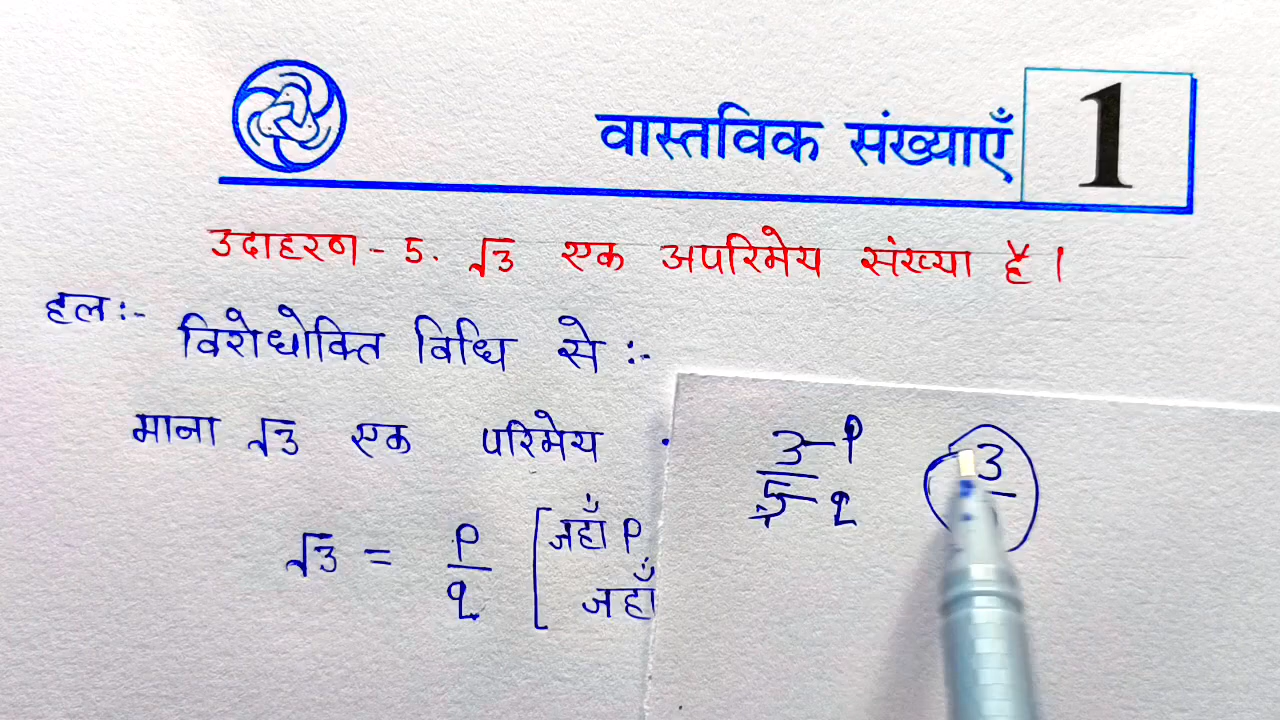 वास्तविक संख्याएँ 1
उदाहरण - 5. √3 एक अपरिमेय संख्या है।
हल:-
विरोधोक्ति विधि से :-
माना √3 एक परिमेय
√3 = p/q [जहाँ p
जहाँ
3 - p
5 - q
3